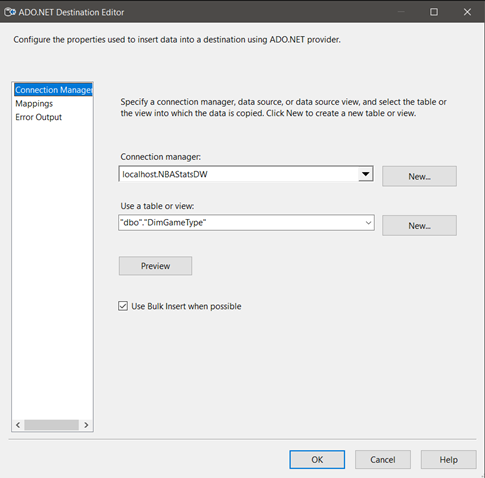 ADO.NET Destination Editor
Configure the properties used to insert data into a destination using ADO.NET provider.
Connection Manager
Mappings
Error Output
Specify a connection manager, data source, or data source view, and select the table or
the view into which the data is copied. Click New to create a new table or view.
Connection manager:
localhost.NBAStatsDW
New...
Use a table or view:
"dbo"."DimGameType"
New...
Preview
Use Bulk Insert when possible
OK
Cancel
Help